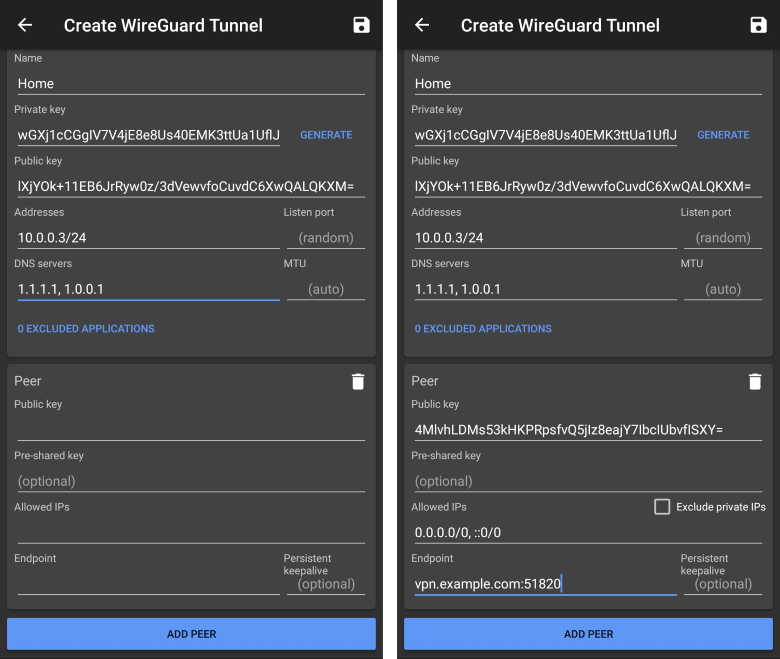 Create WireGuard Tunnel
Name
Home
Private key
wGXj1cCGgIV7V4jE8e8Us40EMK3ttUa1UflJ
GENERATE
Public key
lXjYOk+11EB6JrRyw0z/3dVewvfoCuvdC6XwQALQKXM=
Addresses
Listen port
10.0.0.3/24
(random)
DNS servers
MTU
1.1.1.1, 1.0.0.1
(auto)
0 EXCLUDED APPLICATIONS
Peer
Public key
Pre-shared key
(optional)
Allowed IPs
Endpoint
Persistent
keepalive
(optional)
ADD PEER
Create WireGuard Tunnel
Name
Home
Private key
wGXj1cCGgIV7V4jE8e8Us40EMK3ttUa1UflJ
GENERATE
Public key
lXjYOk+11EB6JrRyw0z/3dVewvfoCuvdC6XwQALQKXM=
Addresses
Listen port
10.0.0.3/24
(random)
DNS servers
MTU
1.1.1.1, 1.0.0.1
(auto)
0 EXCLUDED APPLICATIONS
Peer
Public key
4MlvhLDMs53kHKPRpsfvQ5jIz8eajY7IbcIUbvfISXY=
Pre-shared key
(optional)
Allowed IPs
Exclude private IPs
0.0.0.0/0, ::0/0
Endpoint
Persistent
keepalive
vpn.example.com:51820
(optional)
ADD PEER